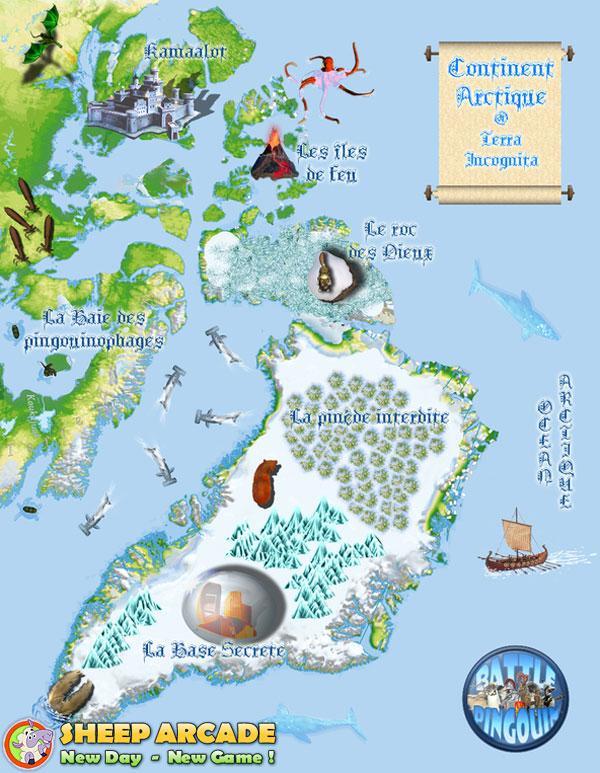 Kamaalot
Continent
Arctique
@
Terra
Incognita
Les îles
de feu
Le roc
des Dieux
La Baie des
pingouinophages
La pinède interdite
OCEAN
ARCTIQUE
La Base Secrète
BATTLE
PINGOUIN
SHEEP ARCADE
New Day - New Game !